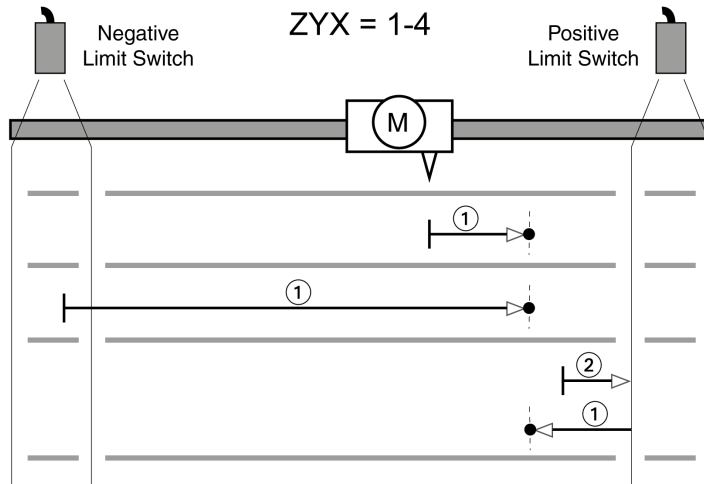 Negative
Limit Switch
ZYX = 1-4
Positive
Limit Switch
M
1
1
2
1